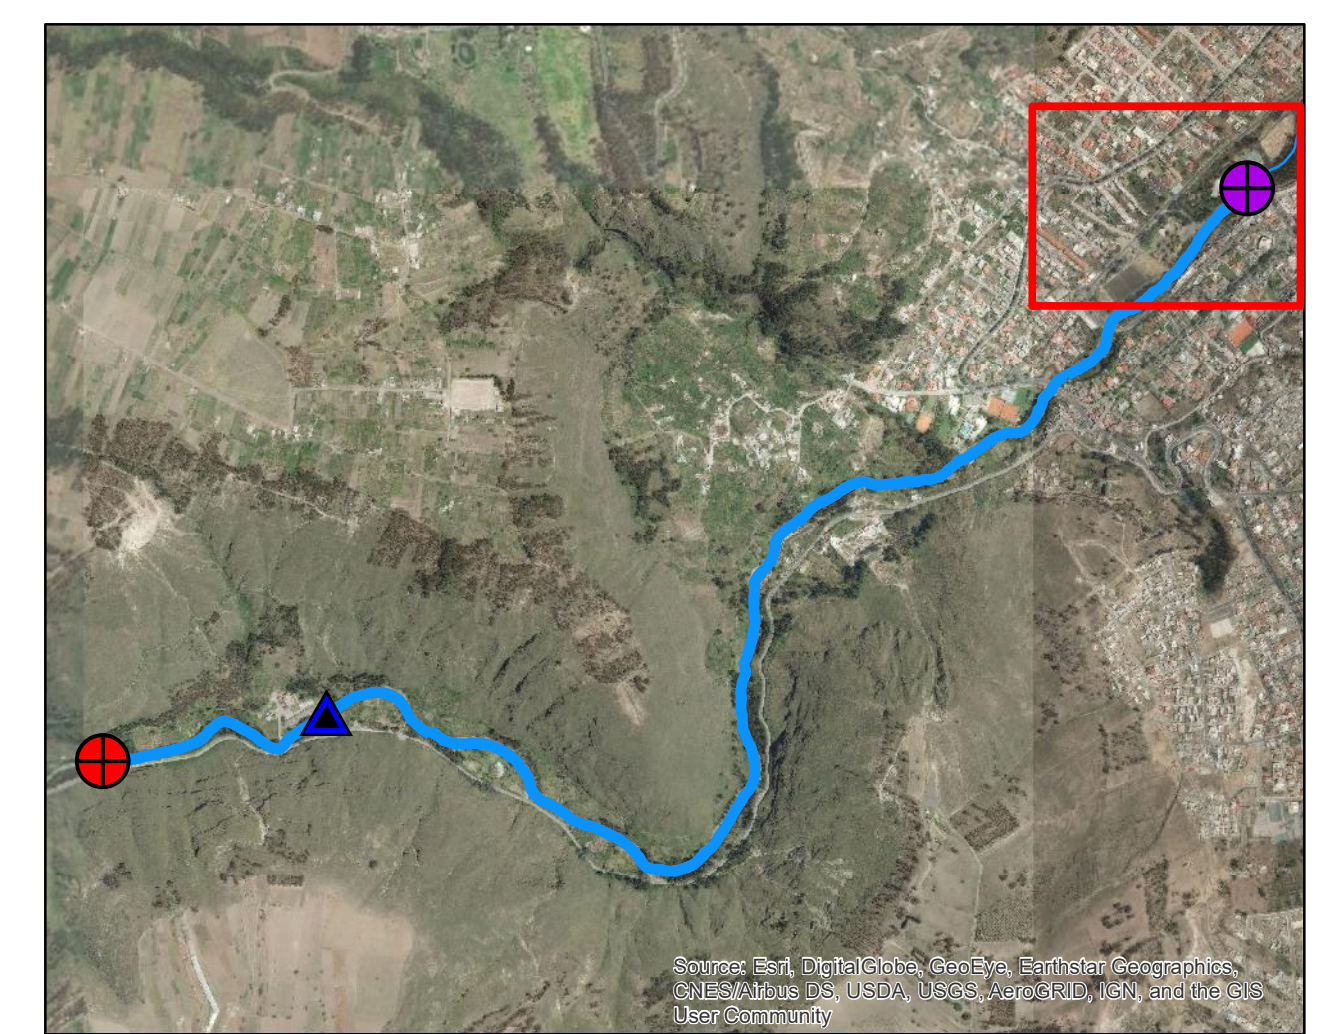 Source: Esri, DigitalGlobe, GeoEye, Earthstar Geographics,
CNES/Airbus DS, USDA, USGS, AeroGRID, IGN, and the GIS
User Community